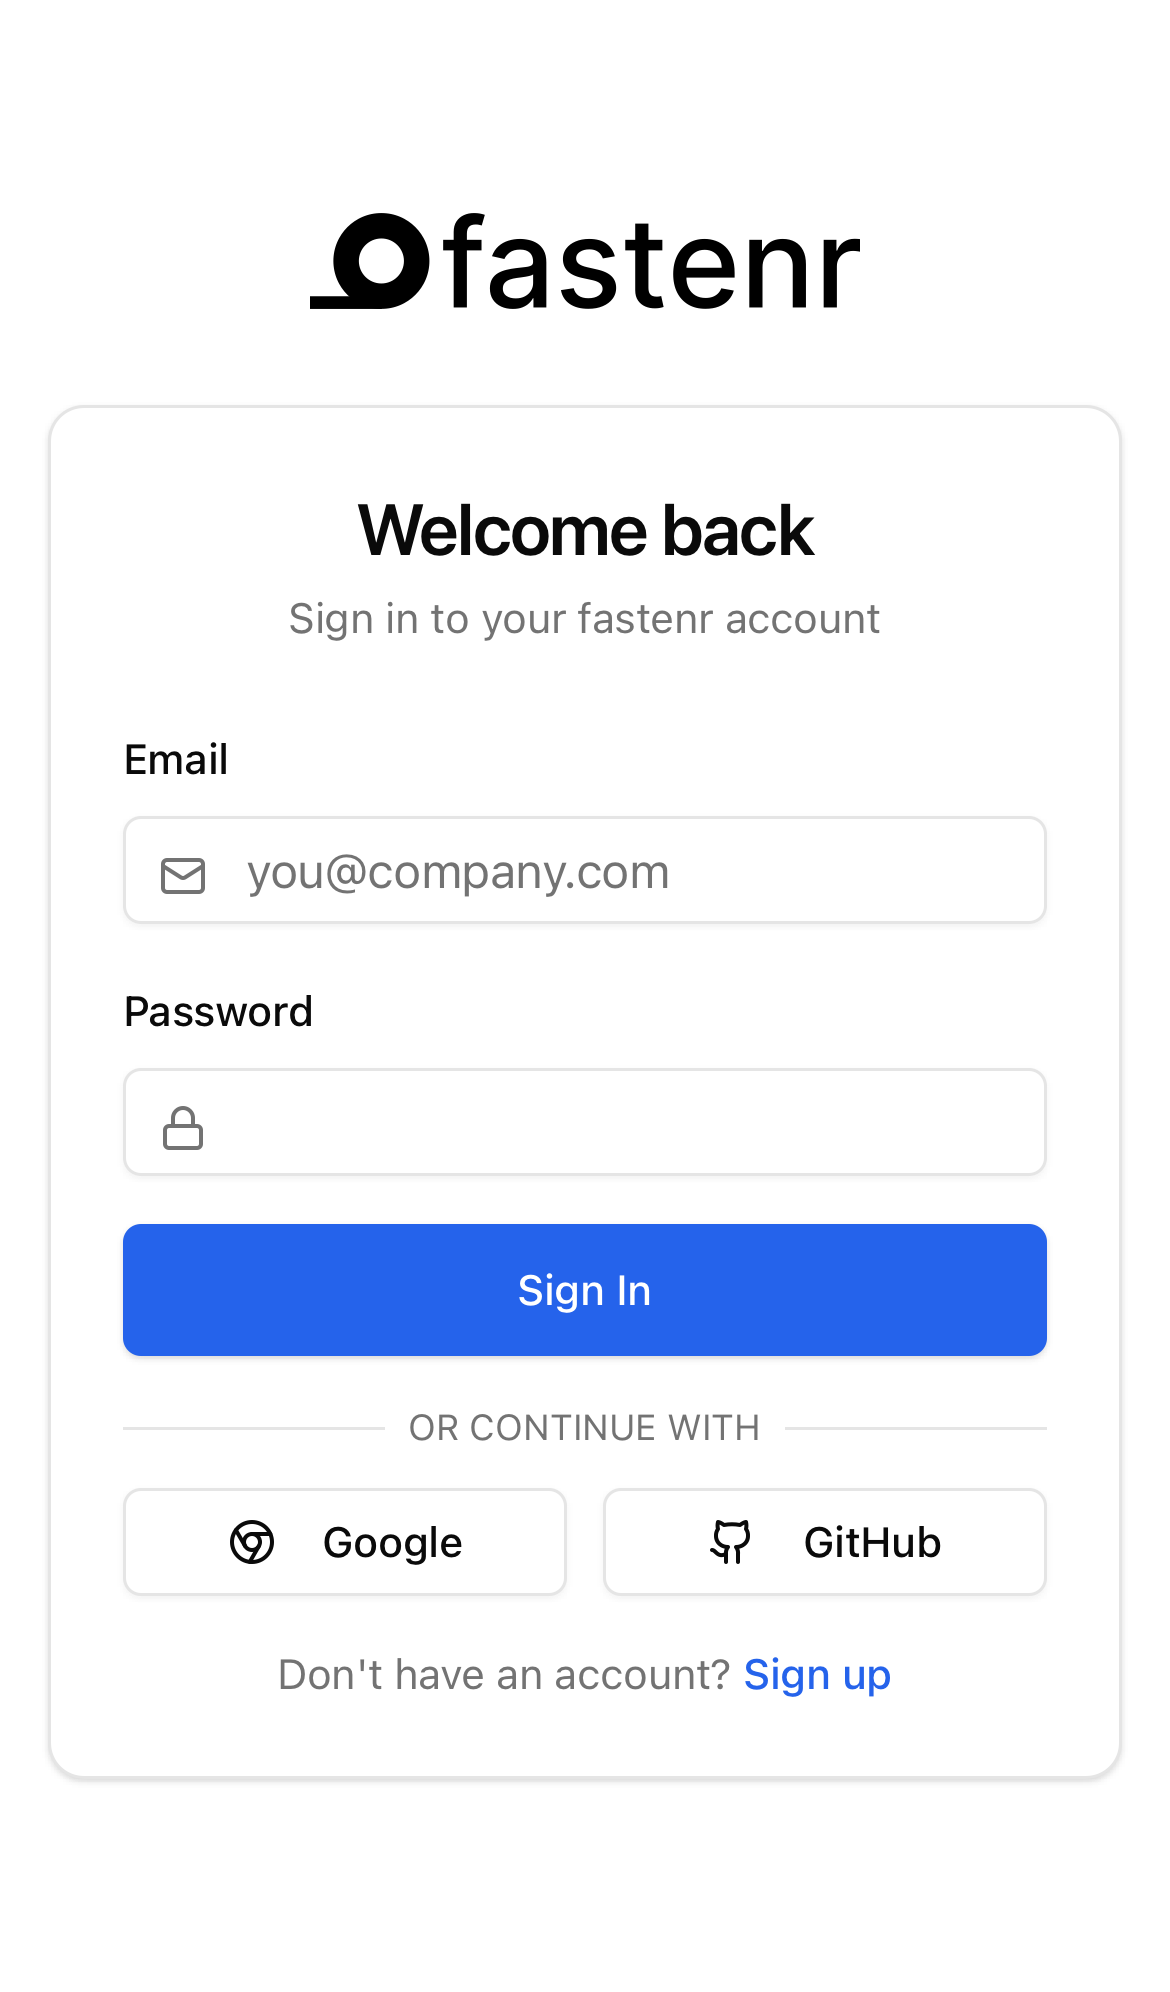 fastenr
Welcome back
Sign in to your fastenr account
Email
you@company.com
Password
Sign In
OR CONTINUE WITH
Google
GitHub
Don't have an account? Sign up